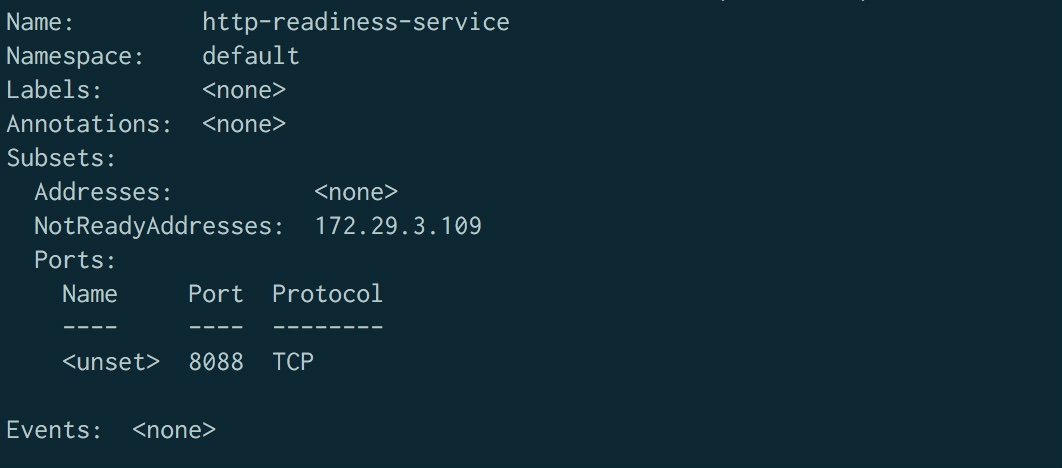 Name:         http-readiness-service
Namespace:    default
Labels:       <none>
Annotations:  <none>
Subsets:
  Addresses:          <none>
  NotReadyAddresses:  172.29.3.109
  Ports:
    Name     Port  Protocol
    ----     ----  --------
    <unset>  8088  TCP

Events:  <none>